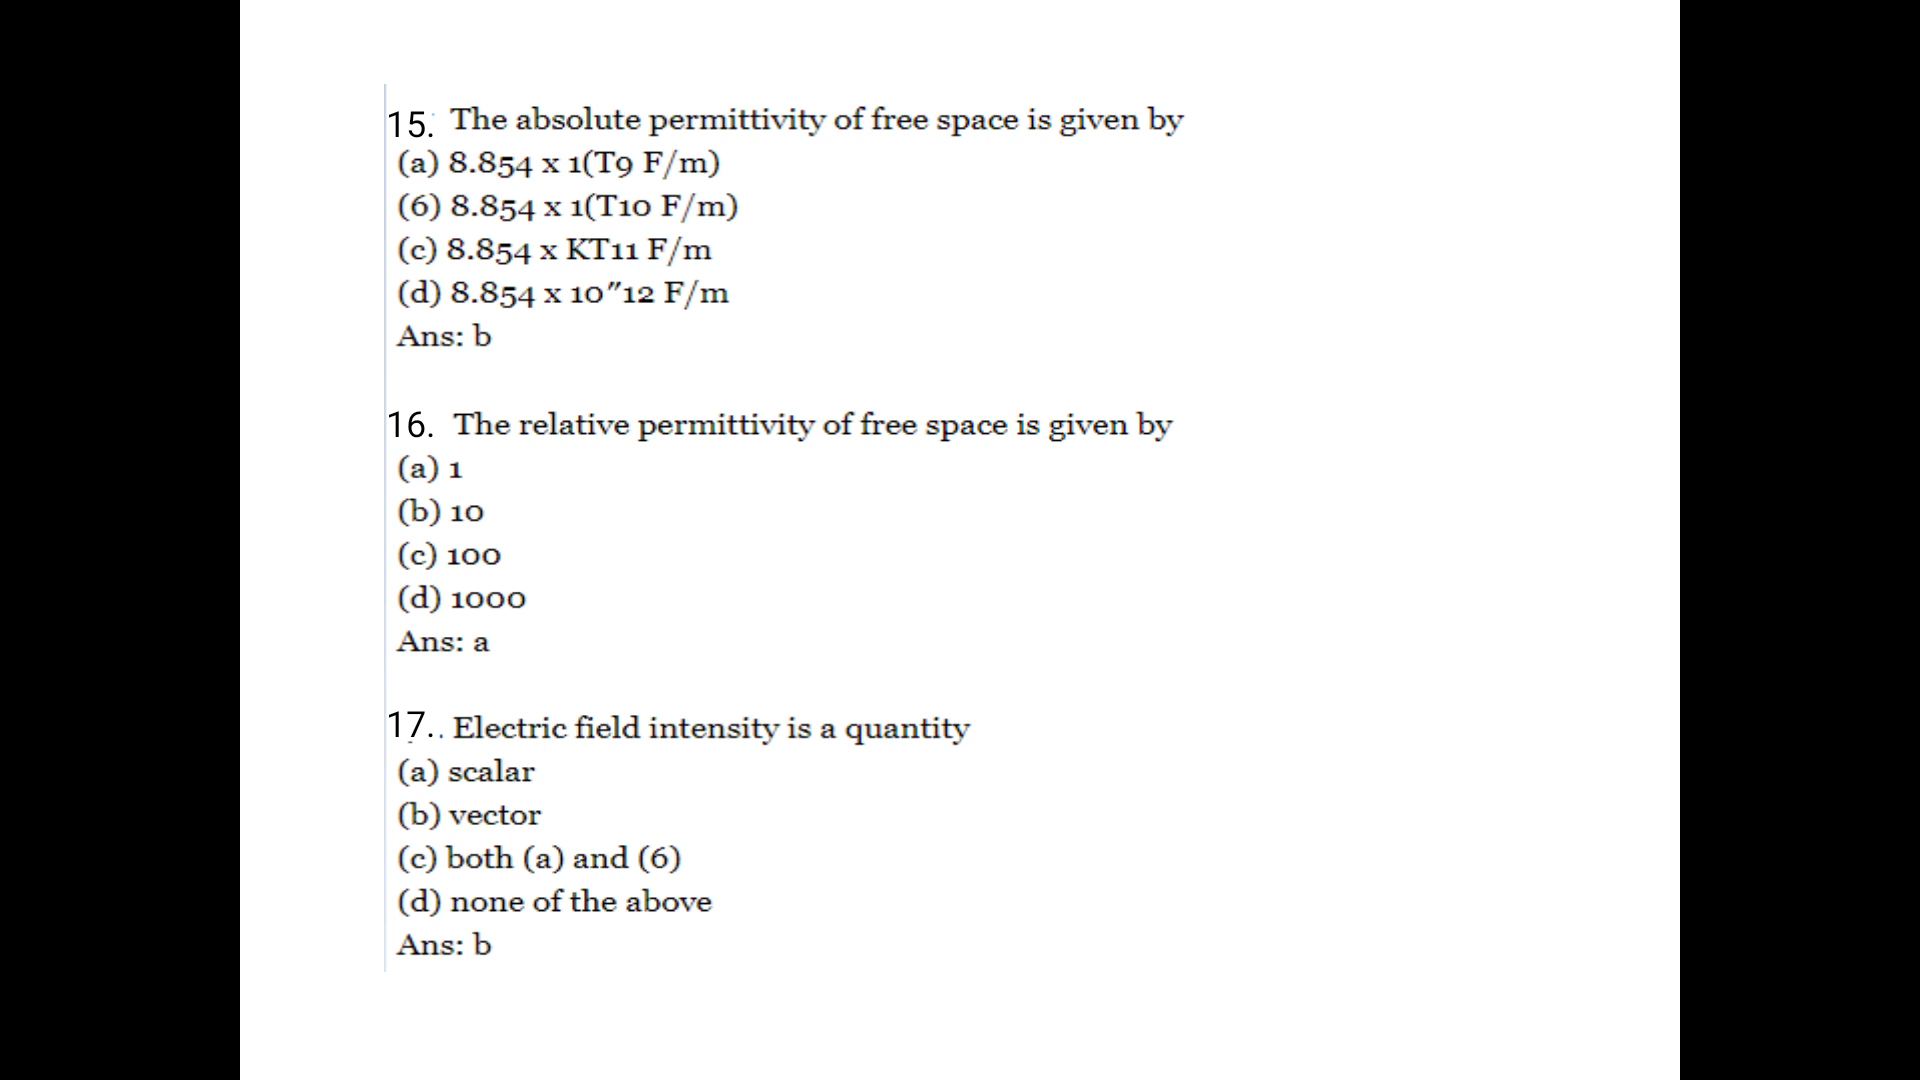 15. The absolute permittivity of free space is given by
(a) 8.854 x 1(T9 F/m)
(6) 8.854 x 1(T10 F/m)
(c) 8.854 x KT11 F/m
(d) 8.854 x 10″12 F/m
Ans: b
16. The relative permittivity of free space is given by
(a) 1
(b) 10
(c) 100
(d) 1000
Ans: a
17.. Electric field intensity is a quantity
(a) scalar
(b) vector
(c) both (a) and (6)
(d) none of the above
Ans: b